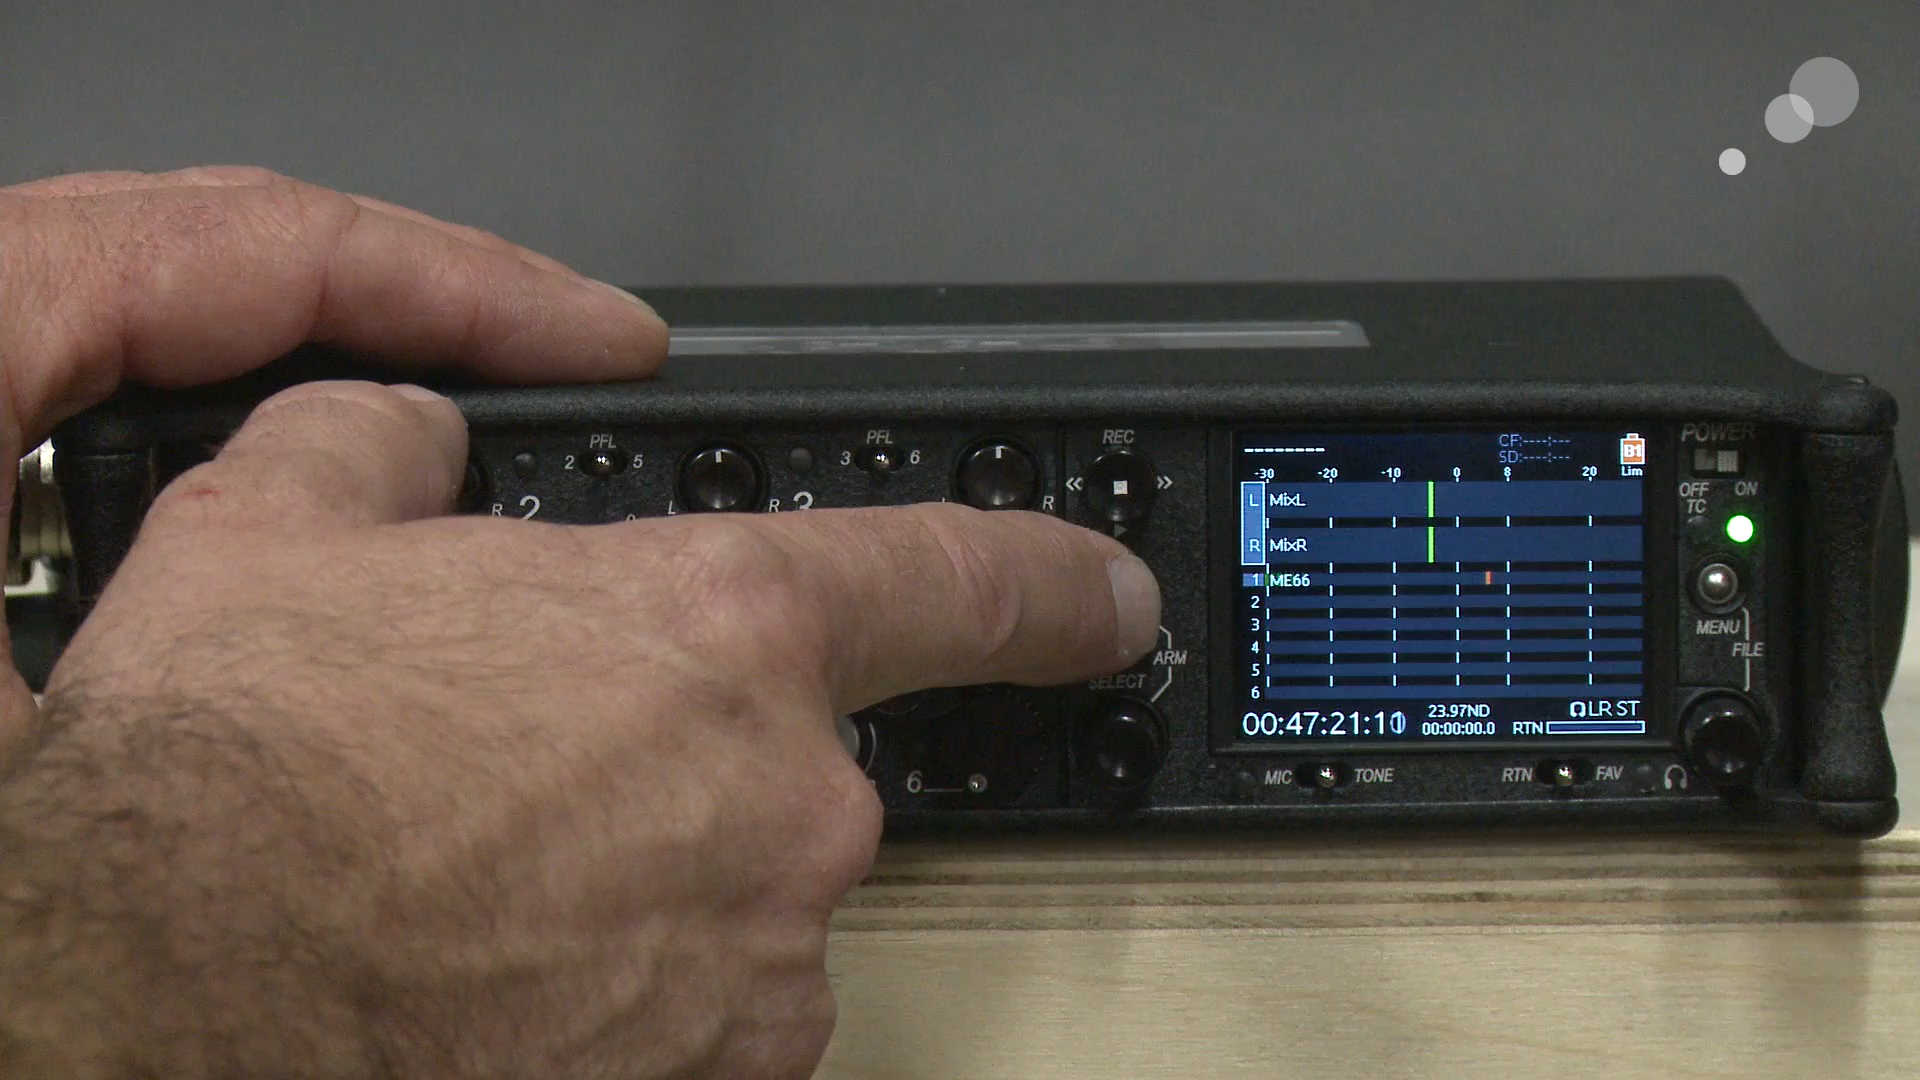 PFL
2 5
R 2
L R 3
PFL
3 6
L R
REC
ARM
SELECT
6
CF:----:---
SD:----:---
B1
Lim
-30 -20 -10 0 8 20
L MixL
R MixR
1 ME66
2
3
4
5
6
00:47:21:10
23.97ND
00:00:00.0
LR ST
RTN
MIC TONE
RTN FAV
POWER
OFF ON
TC
MENU
FILE